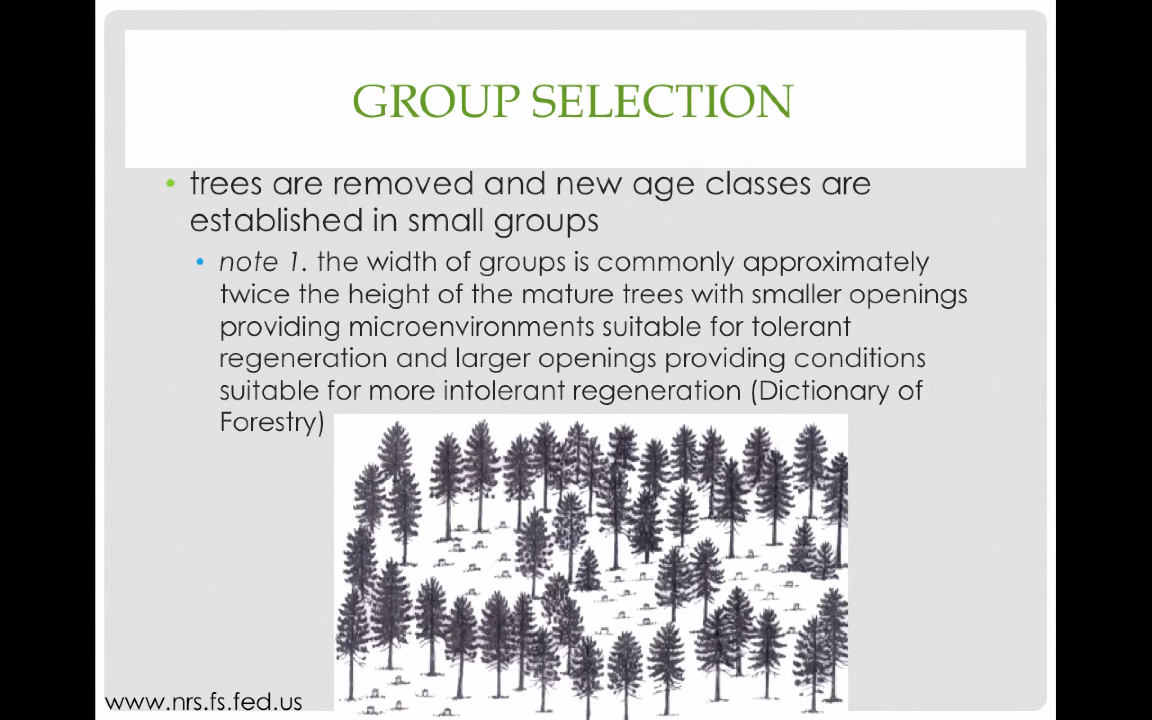 GROUP SELECTION
• trees are removed and new age classes are
established in small groups
• note 1. the width of groups is commonly approximately
twice the height of the mature trees with smaller openings
providing microenvironments suitable for tolerant
regeneration and larger openings providing conditions
suitable for more intolerant regeneration (Dictionary of
Forestry)
www.nrs.fs.fed.us